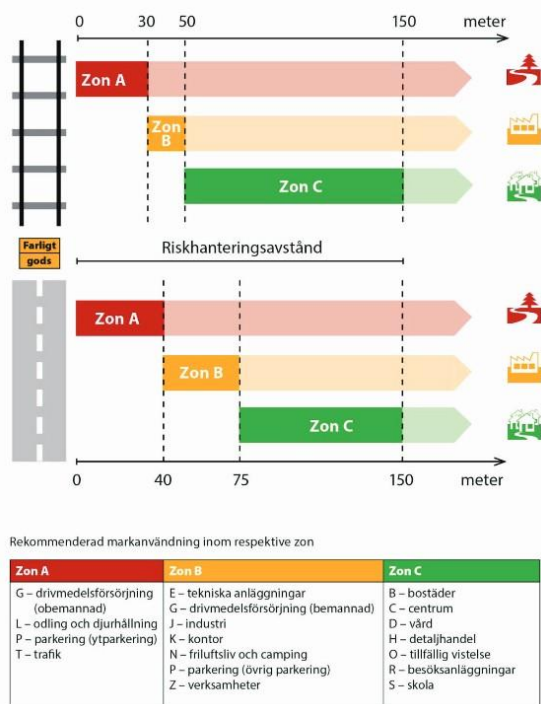 0 30 50 150 meter
Zon A
Zon
B
Zon C
Farligt
gods
Riskhanteringsavstånd
Zon A
Zon B
Zon C
0 40 75 150 meter
Rekommenderad markanvändning inom respektive zon
Zon A
G – drivmedelsförsörjning
(obemannad)
L – odling och djurhållning
P – parkering (ytparkering)
T – trafik
Zon B
E – tekniska anläggningar
G – drivmedelsförsörjning (bemannad)
J – industri
K – kontor
N – friluftsliv och camping
P – parkering (övrig parkering)
Z – verksamheter
Zon C
B – bostäder
C – centrum
D – vård
H – detaljhandel
O – tillfällig vistelse
R – besöksanläggningar
S – skola